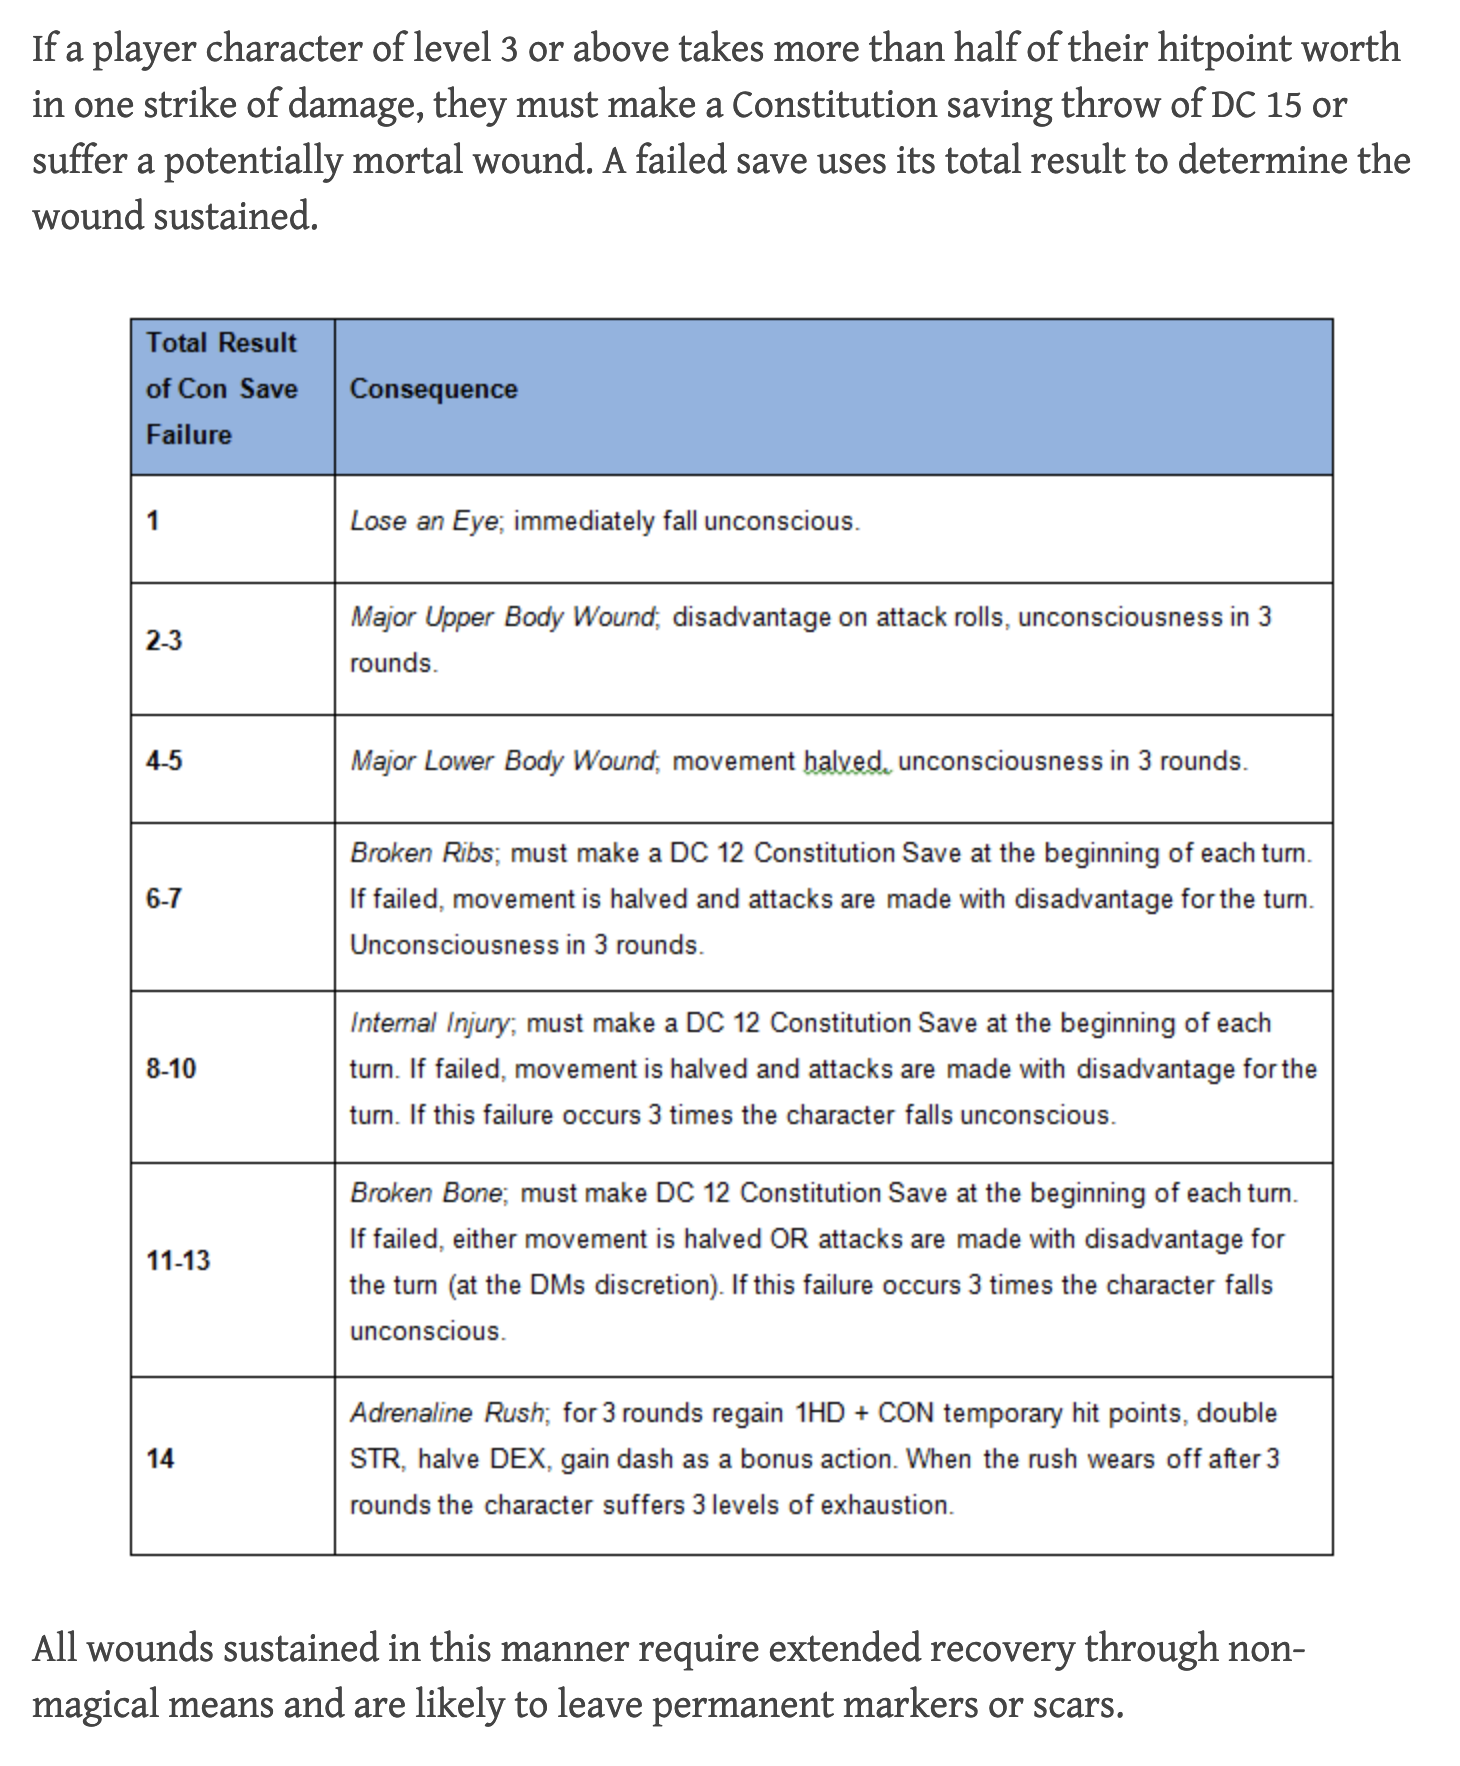 If a player character of level 3 or above takes more than half of their hitpoint worth
in one strike of damage, they must make a Constitution saving throw of DC 15 or
suffer a potentially mortal wound. A failed save uses its total result to determine the
wound sustained.
Total Result
of Con Save
Failure
Consequence
1
Lose an Eye; immediately fall unconscious.
2-3
Major Upper Body Wound; disadvantage on attack rolls, unconsciousness in 3
rounds.
4-5
Major Lower Body Wound; movement halved, unconsciousness in 3 rounds.
6-7
Broken Ribs; must make a DC 12 Constitution Save at the beginning of each turn.
If failed, movement is halved and attacks are made with disadvantage for the turn.
Unconsciousness in 3 rounds.
8-10
Internal Injury; must make a DC 12 Constitution Save at the beginning of each
turn. If failed, movement is halved and attacks are made with disadvantage for the
turn. If this failure occurs 3 times the character falls unconscious.
11-13
Broken Bone; must make DC 12 Constitution Save at the beginning of each turn.
If failed, either movement is halved OR attacks are made with disadvantage for
the turn (at the DMs discretion). If this failure occurs 3 times the character falls
unconscious.
14
Adrenaline Rush; for 3 rounds regain 1HD + CON temporary hit points, double
STR, halve DEX, gain dash as a bonus action. When the rush wears off after 3
rounds the character suffers 3 levels of exhaustion.
All wounds sustained in this manner require extended recovery through non-
magical means and are likely to leave permanent markers or scars.